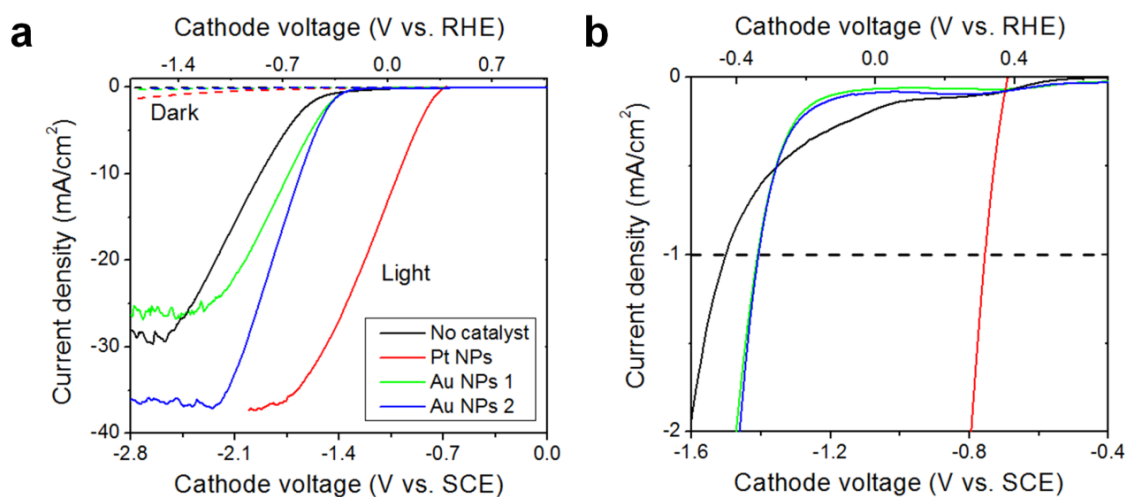 a
Cathode voltage (V vs. RHE)
-1.4 -0.7 0.0 0.7
0
-10
-20
-30
-40
Current density (mA/cm²)
Dark
Light
No catalyst
Pt NPs
Au NPs 1
Au NPs 2
-2.8 -2.1 -1.4 -0.7 0.0
Cathode voltage (V vs. SCE)
b
Cathode voltage (V vs. RHE)
-0.4 0.0 0.4
0
-1
-2
Current density (mA/cm²)
-1.6 -1.2 -0.8 -0.4
Cathode voltage (V vs. SCE)